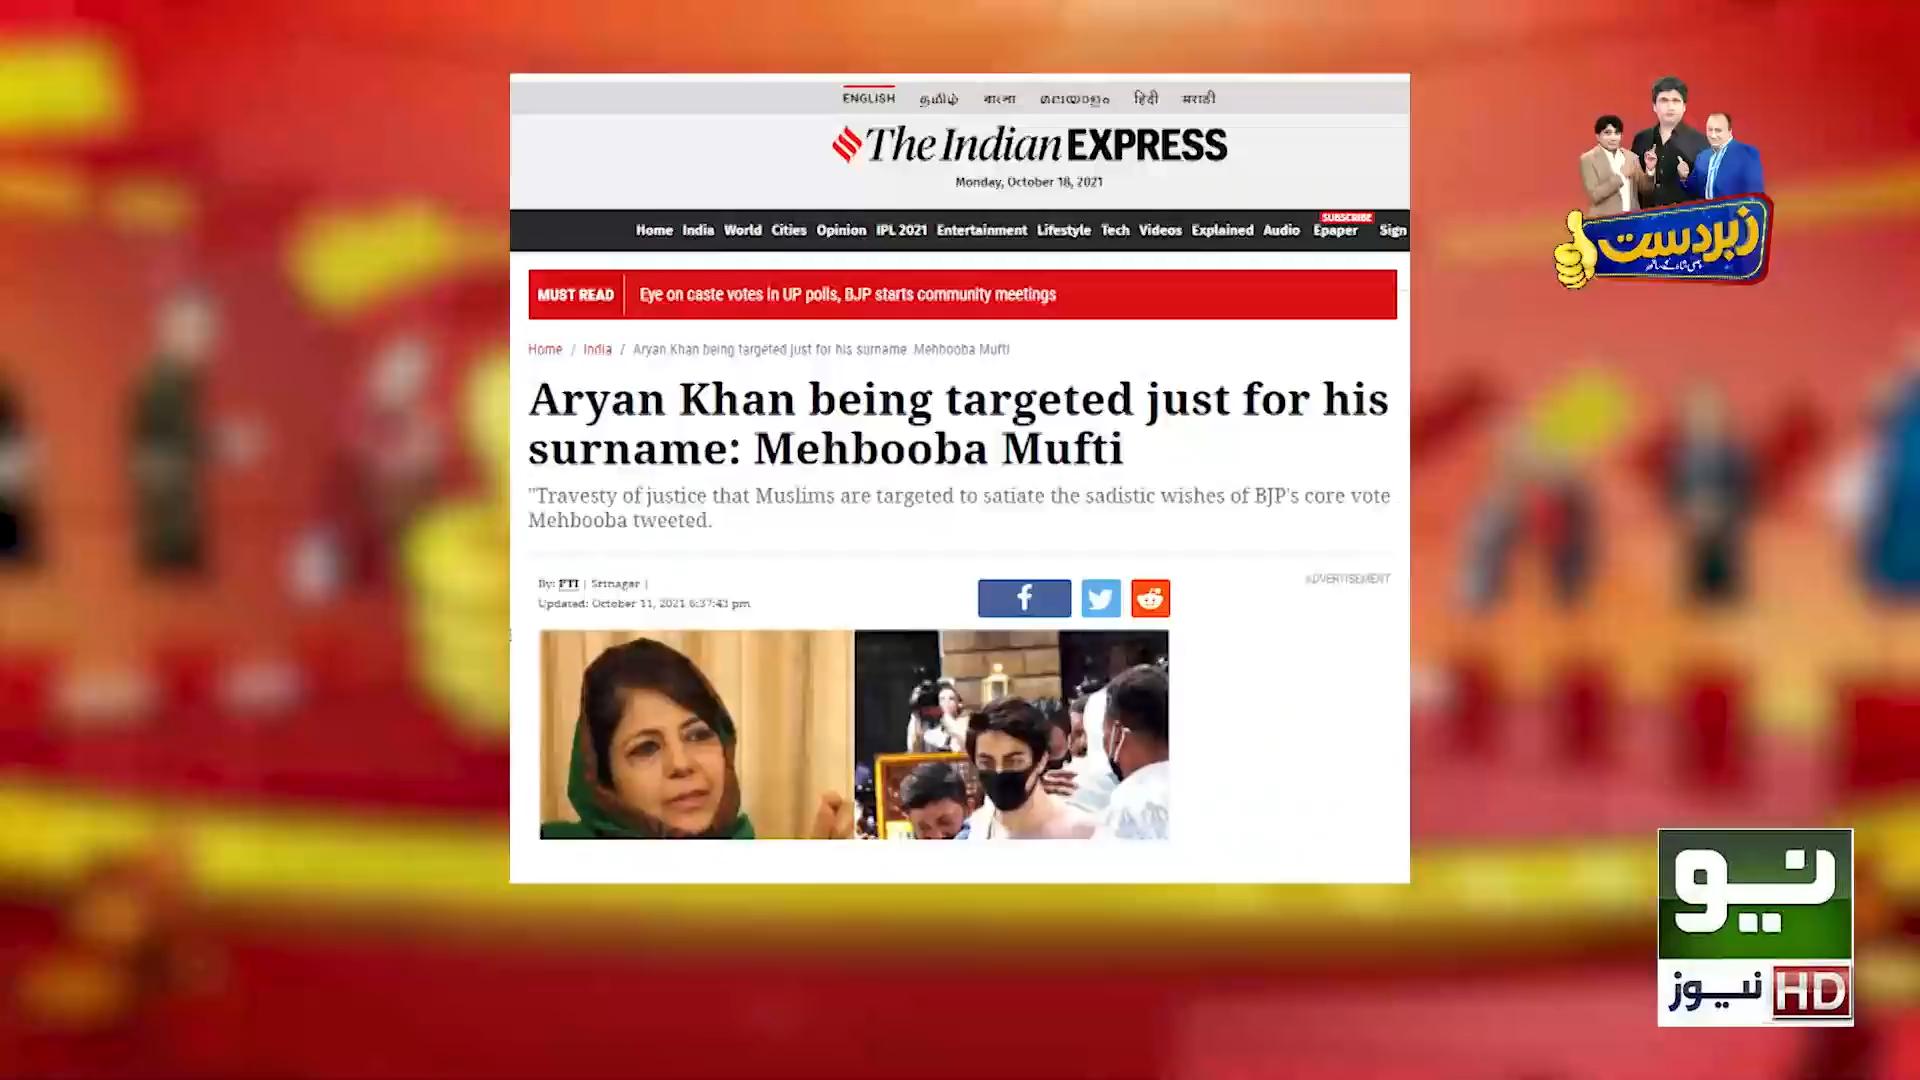 ENGLISH தமிழ் বাংলা മലയാളം हिंदी मराठी
The Indian EXPRESS
Monday, October 18, 2021
SUBSCRIBE
Home India World Cities Opinion IPL 2021 Entertainment Lifestyle Tech Videos Explained Audio Epaper Sign
MUST READ Eye on caste votes in UP polls, BJP starts community meetings
Home / India / Aryan Khan being targeted just for his surname: Mehbooba Mufti
Aryan Khan being targeted just for his
surname: Mehbooba Mufti
"Travesty of justice that Muslims are targeted to satiate the sadistic wishes of BJP's core vote
Mehbooba tweeted.
By: PTI | Srinagar |
Updated: October 11, 2021 6:37:43 pm
ADVERTISEMENT
زبردست
نیو
نیوز HD